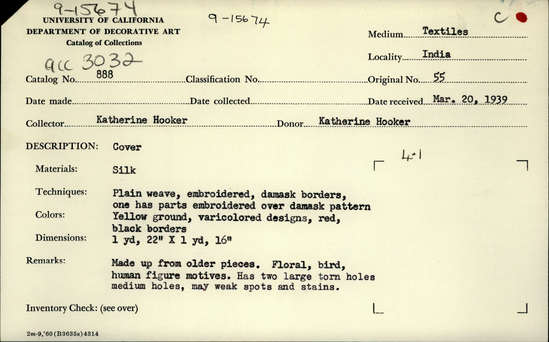 9-15674
9-15674
C
UNIVERSITY OF CALIFORNIA
DEPARTMENT OF DECORATIVE ART
Catalog of Collections
acc 3032
Medium Textiles
Locality India
Catalog No. 888 Classification No. Original No. 55
Date made Date collected Date received Mar. 20, 1939
Collector Katherine Hooker Donor Katherine Hooker
DESCRIPTION: Cover
4-1
Materials: Silk
Techniques: Plain weave, embroidered, damask borders,
one has parts embroidered over damask pattern
Colors: Yellow ground, varicolored designs, red,
black borders
Dimensions: 1 yd, 22" X 1 yd, 16"
Remarks: Made up from older pieces. Floral, bird,
human figure motives. Has two large torn holes
medium holes, may weak spots and stains.
Inventory Check: (see over)
2m-9,'60(B3635s)4314